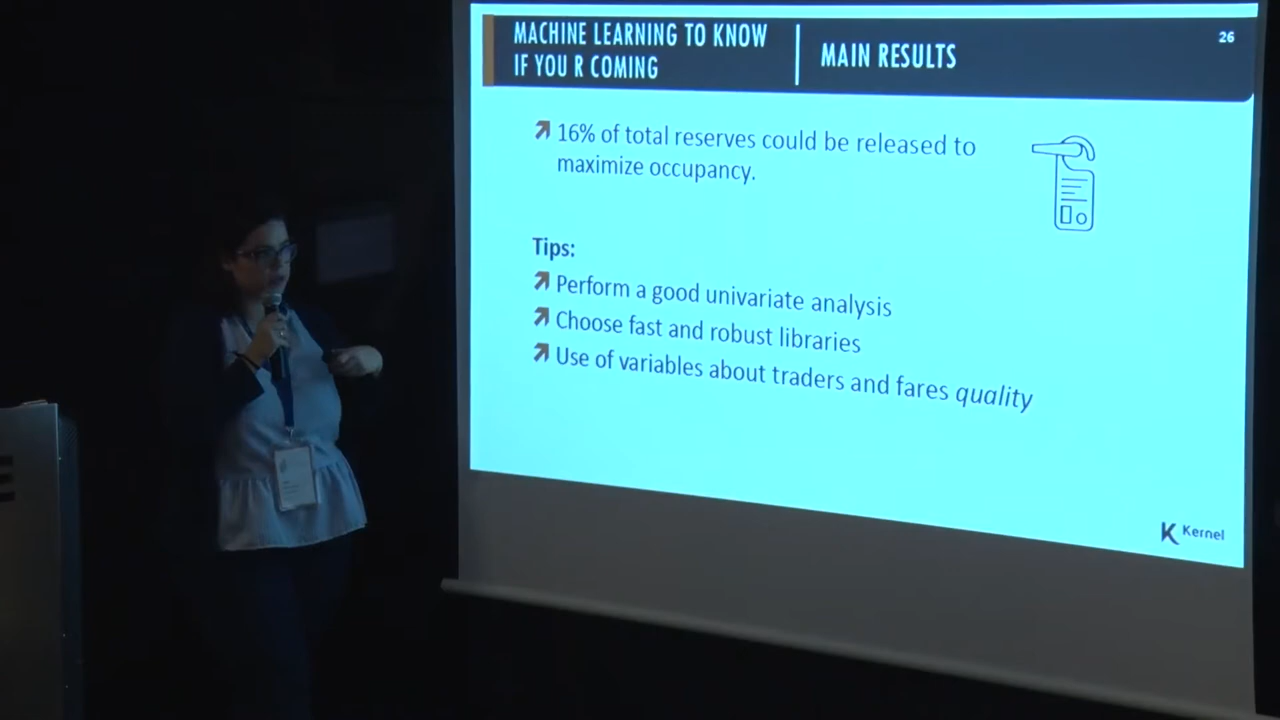 MACHINE LEARNING TO KNOW
IF YOU R COMING
MAIN RESULTS
26
16% of total reserves could be released to
maximize occupancy.
Tips:
Perform a good univariate analysis
Choose fast and robust libraries
Use of variables about traders and fares quality
K Kernel